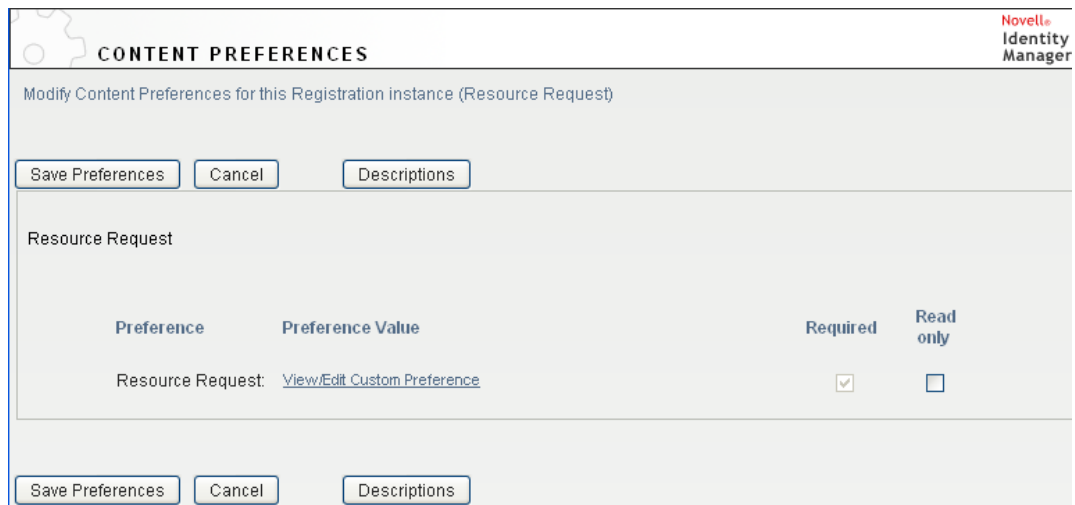 Novell®
Identity
Manager
CONTENT PREFERENCES
Modify Content Preferences for this Registration instance (Resource Request)
Save Preferences Cancel Descriptions
Resource Request
Preference Preference Value Required Read only
Resource Request: View/Edit Custom Preference
Save Preferences Cancel Descriptions